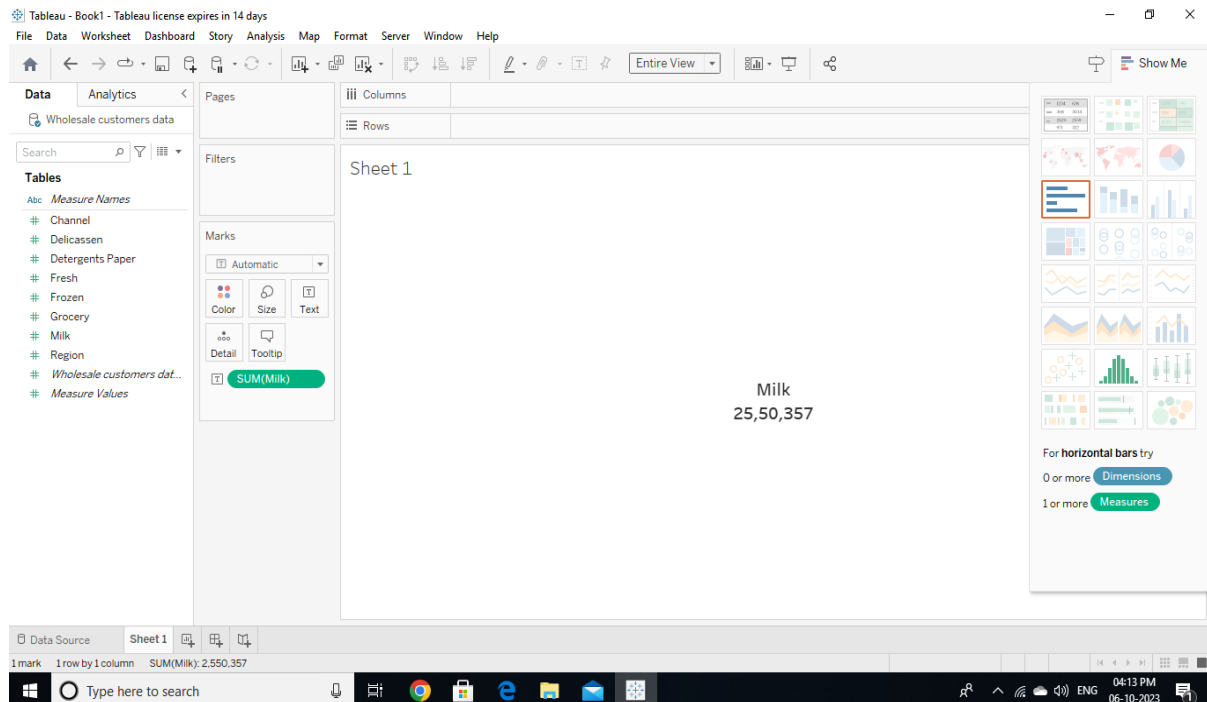 Tableau - Book1 - Tableau license expires in 14 days
File Data Worksheet Dashboard Story Analysis Map Format Server Window Help
Entire View
Show Me
Data Analytics
Wholesale customers data
Search
Tables
Abc Measure Names
# Channel
# Delicassen
# Detergents Paper
# Fresh
# Frozen
# Grocery
# Milk
# Region
# Wholesale customers dat...
# Measure Values
Pages
Filters
Marks
T Automatic
Color Size Text
Detail Tooltip
T SUM(Milk)
Columns
Rows
Sheet 1
Milk
25,50,357
For horizontal bars try
0 or more Dimensions
1 or more Measures
Data Source Sheet 1
1 mark 1 row by 1 column SUM(Milk): 2,550,357
Type here to search
ENG
04:13 PM
06-10-2023